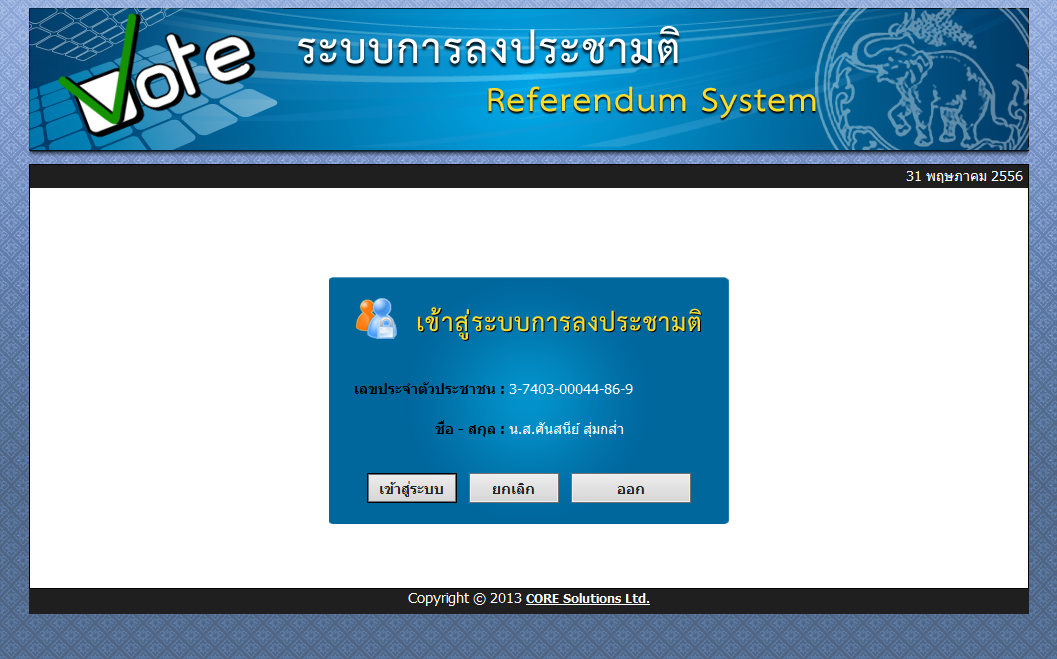 Vote
ระบบการลงประชามติ
Referendum System
31 พฤษภาคม 2556
เข้าสู่ระบบการลงประชามติ
เลขประจำตัวประชาชน : 3-7403-00044-86-9
ชื่อ - สกุล : น.ส.ศันสนีย์ สุ่มกล่ำ
เข้าสู่ระบบ ยกเลิก ออก
Copyright © 2013 CORE Solutions Ltd.